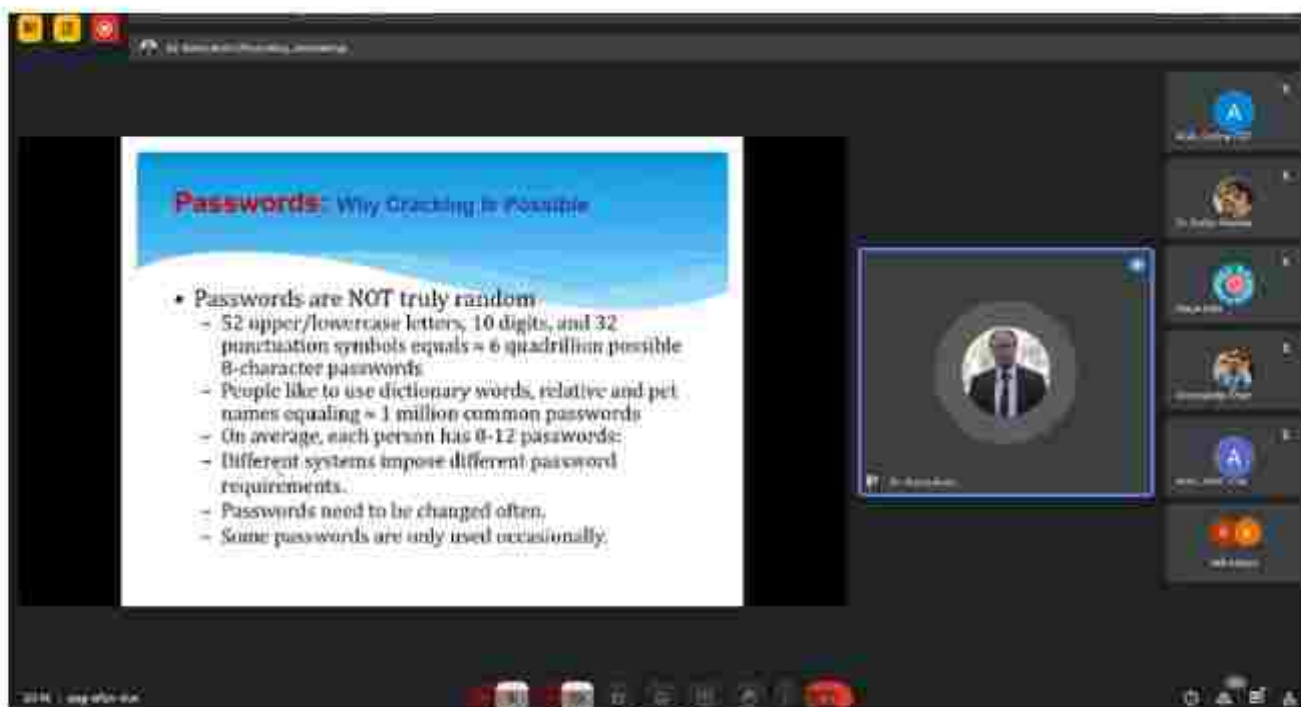 Passwords: Why Cracking Is Possible
• Passwords are NOT truly random
– 52 upper/lowercase letters, 10 digits, and 32
punctuation symbols equals ≈ 6 quadrillion possible
8-character passwords
– People like to use dictionary words, relative and pet
names equaling ≈ 1 million common passwords
– On average, each person has 8-12 passwords:
– Different systems impose different password
requirements.
– Passwords need to be changed often.
– Some passwords are only used occasionally.
A
A